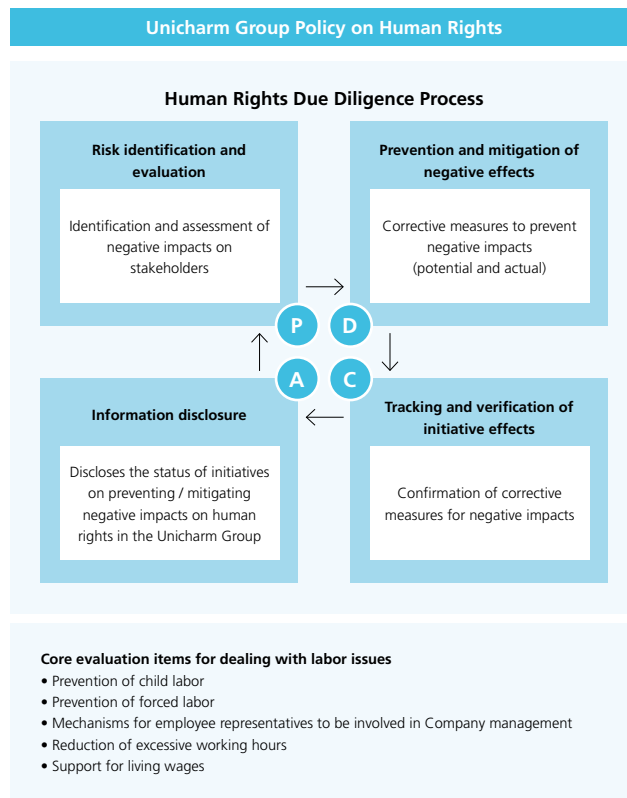 Unicharm Group Policy on Human Rights
Human Rights Due Diligence Process
Risk identification and
evaluation
Identification and assessment of
negative impacts on
stakeholders
Prevention and mitigation of
negative effects
Corrective measures to prevent
negative impacts
(potential and actual)
P
D
A
C
Information disclosure
Discloses the status of initiatives
on preventing / mitigating
negative impacts on human
rights in the Unicharm Group
Tracking and verification of
initiative effects
Confirmation of corrective
measures for negative impacts
Core evaluation items for dealing with labor issues
• Prevention of child labor
• Prevention of forced labor
• Mechanisms for employee representatives to be involved in Company management
• Reduction of excessive working hours
• Support for living wages